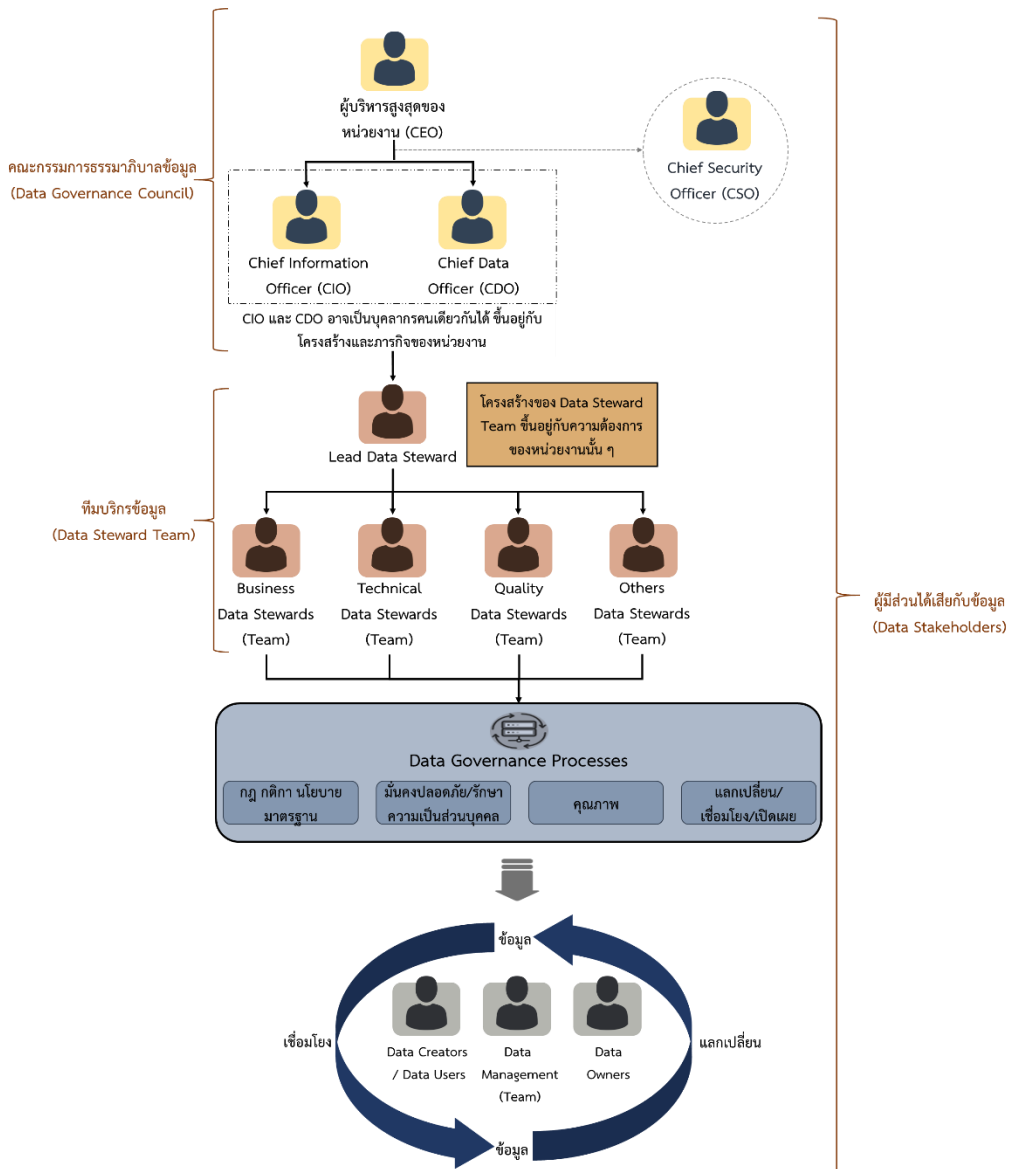 ผู้บริหารสูงสุดของ
หน่วยงาน (CEO)
Chief Security
Officer (CSO)
คณะกรรมการธรรมาภิบาลข้อมูล
(Data Governance Council)
Chief Information
Officer (CIO)
Chief Data
Officer (CDO)
CIO และ CDO อาจเป็นบุคลากรคนเดียวกันได้ ขึ้นอยู่กับ
โครงสร้างและภารกิจของหน่วยงาน
Lead Data Steward
โครงสร้างของ Data Steward
Team ขึ้นอยู่กับความต้องการ
ของหน่วยงานนั้น ๆ
ทีมบริกรข้อมูล
(Data Steward Team)
Business
Data Stewards
(Team)
Technical
Data Stewards
(Team)
Quality
Data Stewards
(Team)
Others
Data Stewards
(Team)
ผู้มีส่วนได้เสียกับข้อมูล
(Data Stakeholders)
Data Governance Processes
กฎ กติกา นโยบาย
มาตรฐาน
มั่นคงปลอดภัย/รักษา
ความเป็นส่วนบุคคล
คุณภาพ
แลกเปลี่ยน/
เชื่อมโยง/เปิดเผย
ข้อมูล
เชื่อมโยง
Data Creators
/ Data Users
Data
Management
(Team)
Data
Owners
แลกเปลี่ยน
ข้อมูล